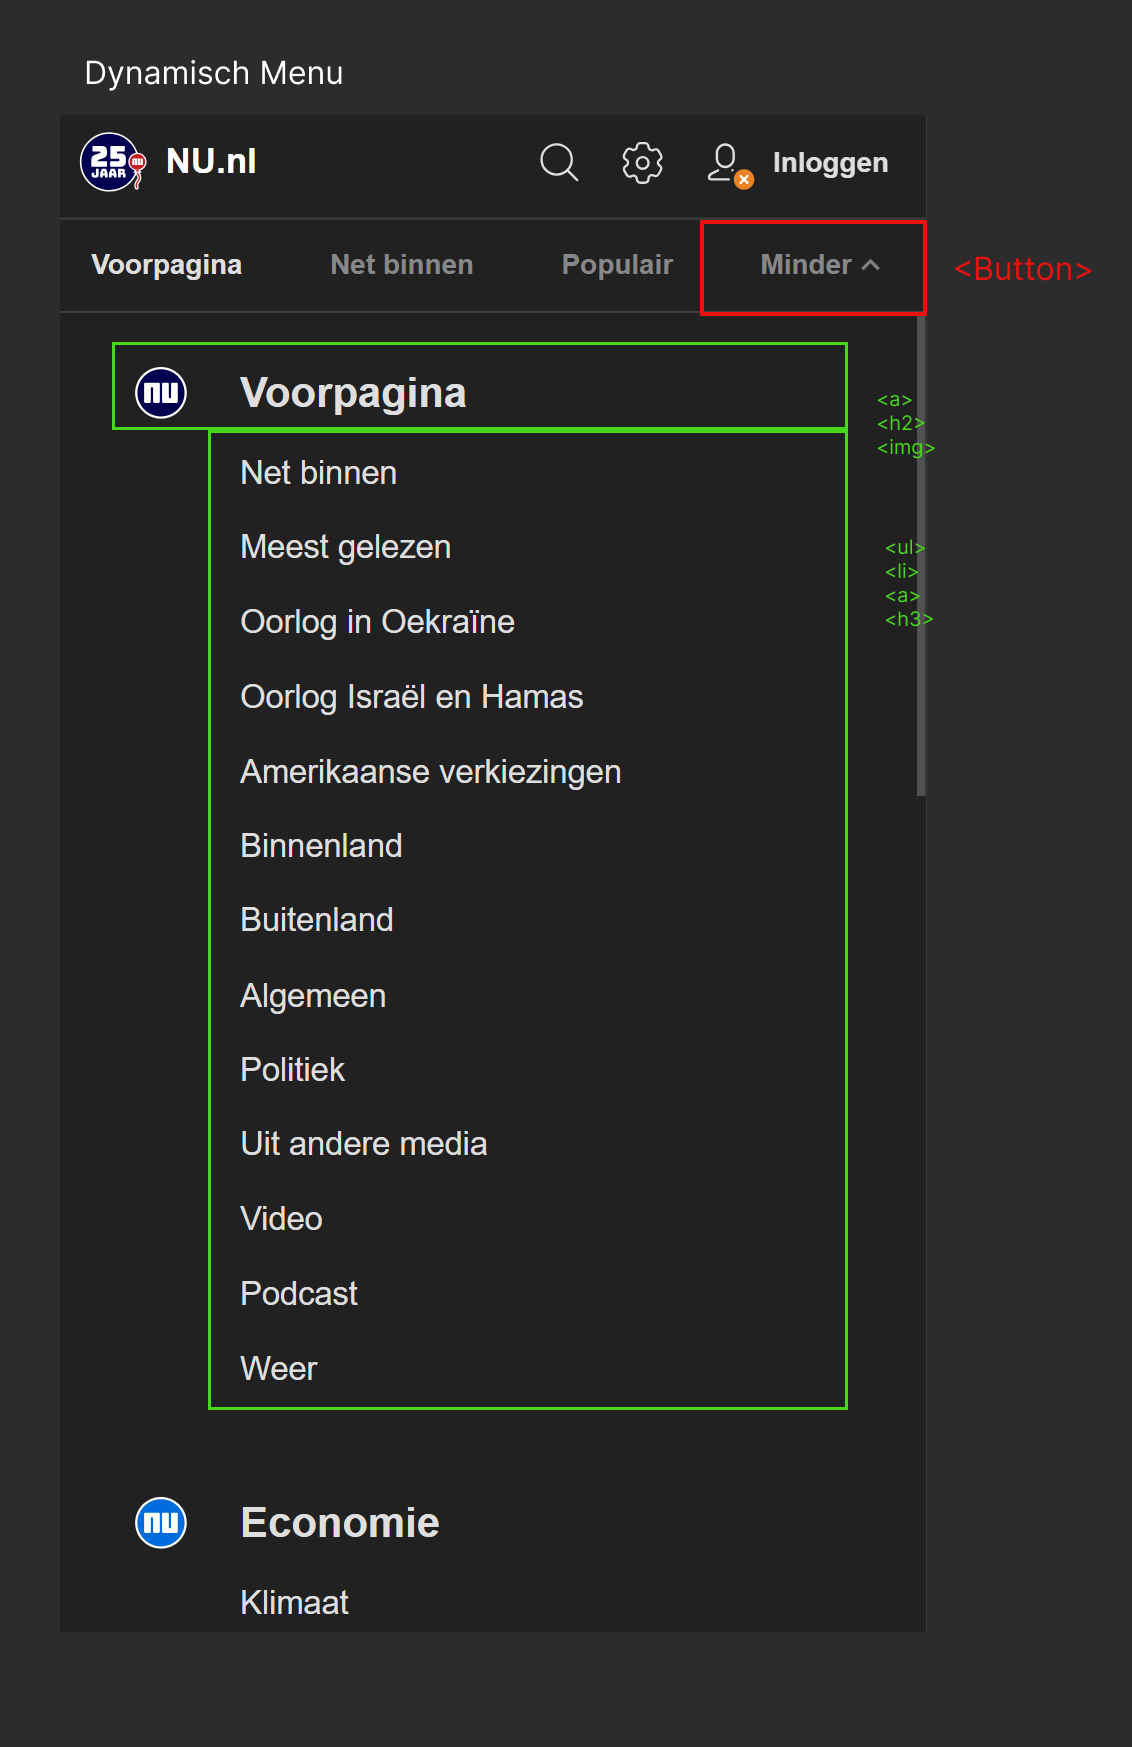 Dynamisch Menu
25 nu
JAAR
NU.nl
Inloggen
Voorpagina Net binnen Populair Minder
<Button>
nu Voorpagina
<a>
<h2>
<img>
Net binnen
Meest gelezen
<ul>
<li>
<a>
<h3>
Oorlog in Oekraïne
Oorlog Israël en Hamas
Amerikaanse verkiezingen
Binnenland
Buitenland
Algemeen
Politiek
Uit andere media
Video
Podcast
Weer
nu Economie
Klimaat